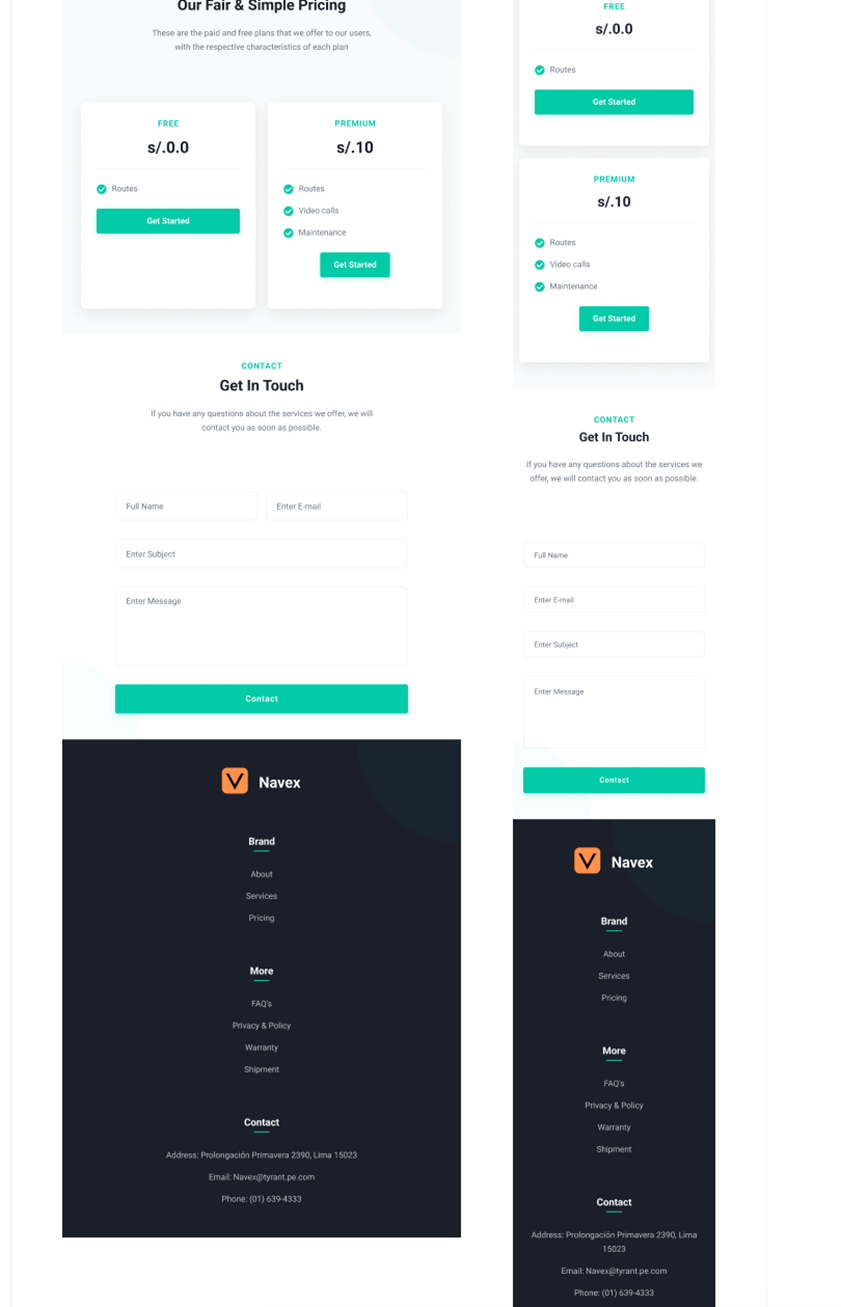 Our Fair & Simple Pricing
These are the paid and free plans that we offer to our users,
with the respective characteristics of each plan
FREE
s/.0.0
Routes
Get Started
PREMIUM
s/.10
Routes
Video calls
Maintenance
Get Started
CONTACT
Get In Touch
If you have any questions about the services we offer, we will
contact you as soon as possible.
Full Name
Enter E-mail
Enter Subject
Enter Message
Contact
Navex
Brand
About
Services
Pricing
More
FAQ's
Privacy & Policy
Warranty
Shipment
Contact
Address: Prolongación Primavera 2390, Lima 15023
Email: Navex@tyrant.pe.com
Phone: (01) 639-4333
FREE
s/.0.0
Routes
Get Started
PREMIUM
s/.10
Routes
Video calls
Maintenance
Get Started
CONTACT
Get In Touch
If you have any questions about the services we
offer, we will contact you as soon as possible.
Full Name
Enter E-mail
Enter Subject
Enter Message
Contact
Navex
Brand
About
Services
Pricing
More
FAQ's
Privacy & Policy
Warranty
Shipment
Contact
Address: Prolongación Primavera 2390, Lima
15023
Email: Navex@tyrant.pe.com
Phone: (01) 639-4333